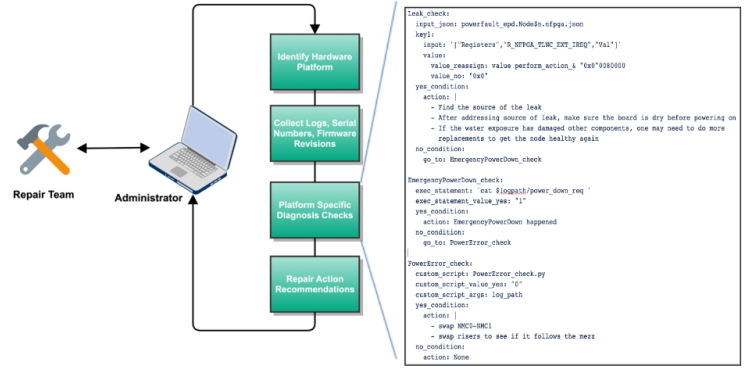 Repair Team
Administrator
Identify Hardware
Platform
Collect Logs, Serial
Numbers, Firmware
Revisions
Platform Specific
Diagnosis Checks
Repair Action
Recommendations
Leak_check:
input_json: powerfault_epd.Node$n.nfpga.json
key1:
input: '["Registers","R_NFPGA_TLNC_EXT_IREQ","Val"]'
value:
value_reassign: value perform_action_& "0x8"0080000
value_no: "0x0"
yes_condition:
action: |
- Find the source of the leak
- After addressing source of leak, make sure the board is dry before powering on
- If the water exposure has damaged other components, one may need to do more
replacements to get the node healthy again
no_condition:
go_to: EmergencyPowerDown_check
EmergencyPowerDown_check:
exec_statement: `cat $logpath/power_down_req `
exec_statement_value_yes: "1"
yes_condition:
action: EmergencyPowerDown happened
no_condition:
go_to: PowerError_check
PowerError_check:
custom_script: PowerError_check.py
custom_script_value_yes: "0"
custom_script_args: log_path
yes_condition:
action: |
- swap NMC0-NMC1
- swap risers to see if it follows the mezz
no_condition:
action: None